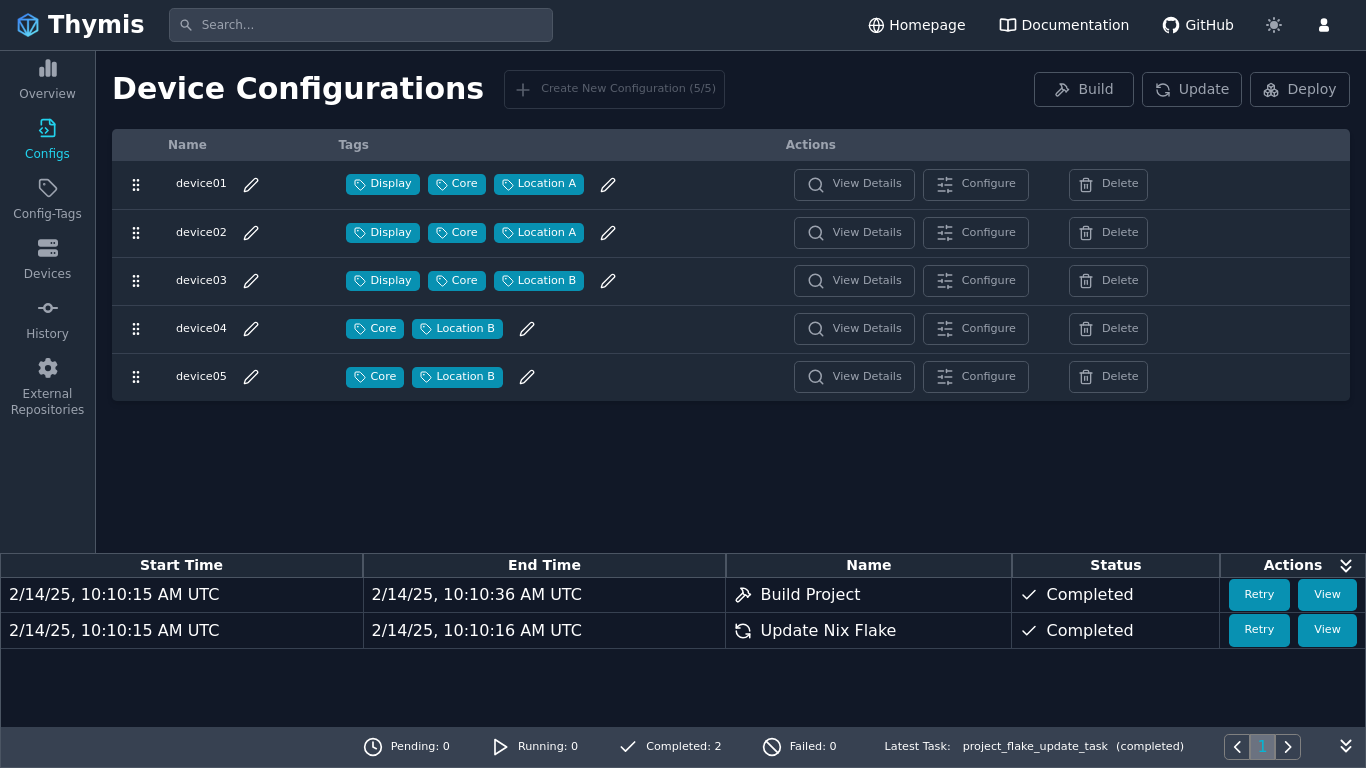 Thymis
Search...
Homepage
Documentation
GitHub
Overview
Configs
Config-Tags
Devices
History
External
Repositories
Device Configurations
Create New Configuration (5/5)
Build
Update
Deploy
Name Tags Actions
device01 Display Core Location A View Details Configure Delete
device02 Display Core Location A View Details Configure Delete
device03 Display Core Location B View Details Configure Delete
device04 Core Location B View Details Configure Delete
device05 Core Location B View Details Configure Delete
Start Time End Time Name Status Actions
2/14/25, 10:10:15 AM UTC 2/14/25, 10:10:36 AM UTC Build Project Completed Retry View
2/14/25, 10:10:15 AM UTC 2/14/25, 10:10:16 AM UTC Update Nix Flake Completed Retry View
Pending: 0 Running: 0 Completed: 2 Failed: 0 Latest Task: project_flake_update_task (completed) 1